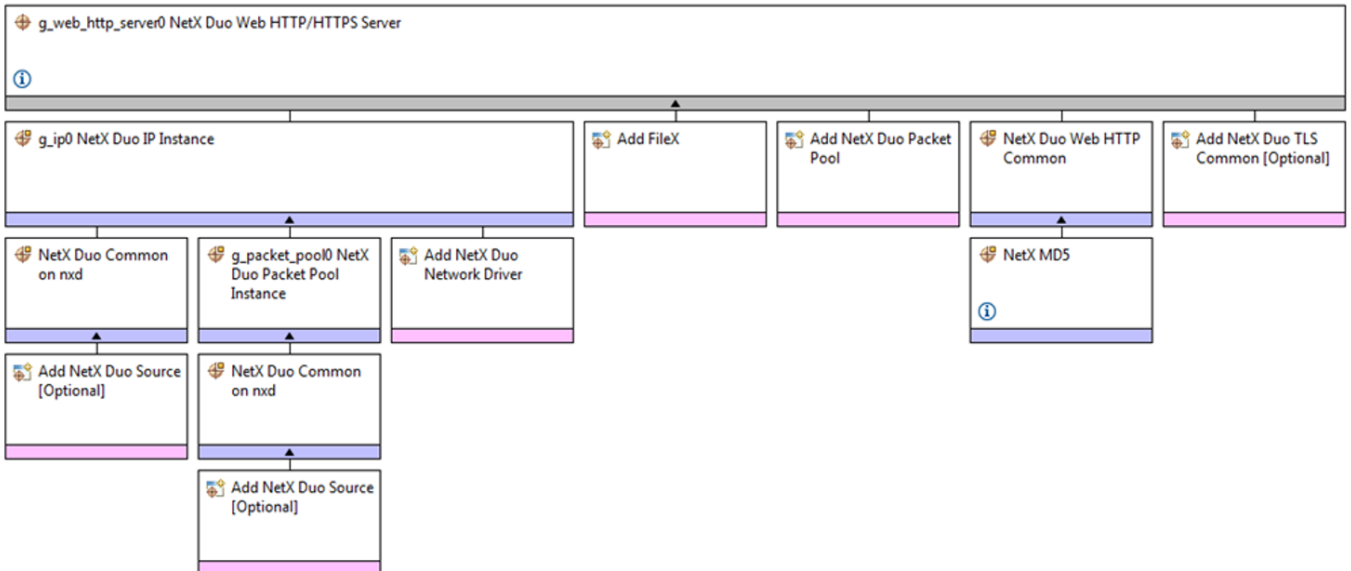 g_web_http_server0 NetX Duo Web HTTP/HTTPS Server
g_ip0 NetX Duo IP Instance
Add FileX
Add NetX Duo Packet
Pool
NetX Duo Web HTTP
Common
Add NetX Duo TLS
Common [Optional]
NetX Duo Common
on nxd
g_packet_pool0 NetX
Duo Packet Pool
Instance
Add NetX Duo
Network Driver
NetX MD5
Add NetX Duo Source
[Optional]
NetX Duo Common
on nxd
Add NetX Duo Source
[Optional]